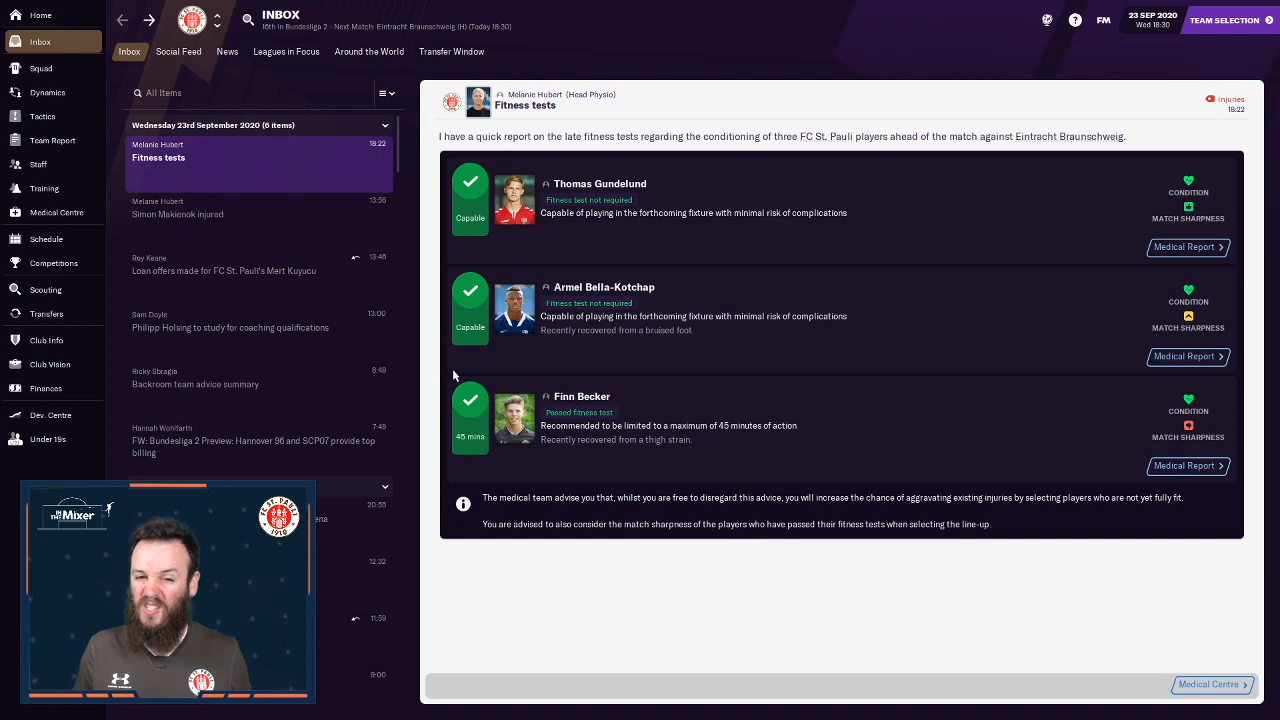 Home
Inbox
Squad
Dynamics
Tactics
Team Report
Staff
Training
Medical Centre
Schedule
Competitions
Scouting
Transfers
Club Info
Club Vision
Finances
Dev. Centre
Under 19s
INBOX
16th in Bundesliga 2 - Next Match: Eintracht Braunschweig (H) (Today 18:30)
FM
23 SEP 2020
Wed 18:30
TEAM SELECTION
Inbox
Social Feed
News
Leagues in Focus
Around the World
Transfer Window
All Items
Wednesday 23rd September 2020 (6 items)
Melanie Hubert 18:22
Fitness tests
Melanie Hubert 13:56
Simon Makienok injured
Roy Keane 13:46
Loan offers made for FC St. Pauli's Mert Kuyucu
Sam Doyle 13:00
Philipp Holsing to study for coaching qualifications
Ricky Sbragia 8:48
Backroom team advice summary
Hannah Wohlfarth 7:49
FW: Bundesliga 2 Preview: Hannover 96 and SCP07 provide top
billing
20:55
12:32
11:59
9:00
IN THE
Mixer
FC ST. PAULI
1910
UNDER ARMOUR
Melanie Hubert (Head Physio)
Fitness tests
Injuries
18:22
I have a quick report on the late fitness tests regarding the conditioning of three FC St. Pauli players ahead of the match against Eintracht Braunschweig.
Capable
Thomas Gundelund
Fitness test not required
Capable of playing in the forthcoming fixture with minimal risk of complications
CONDITION
MATCH SHARPNESS
Medical Report
Capable
Armel Bella-Kotchap
Fitness test not required
Capable of playing in the forthcoming fixture with minimal risk of complications
Recently recovered from a bruised foot.
CONDITION
MATCH SHARPNESS
Medical Report
45 mins
Finn Becker
Passed fitness test
Recommended to be limited to a maximum of 45 minutes of action
Recently recovered from a thigh strain.
CONDITION
MATCH SHARPNESS
Medical Report
The medical team advise you that, whilst you are free to disregard this advice, you will increase the chance of aggravating existing injuries by selecting players who are not yet fully fit.
You are advised to also consider the match sharpness of the players who have passed their fitness tests when selecting the line-up.
Medical Centre